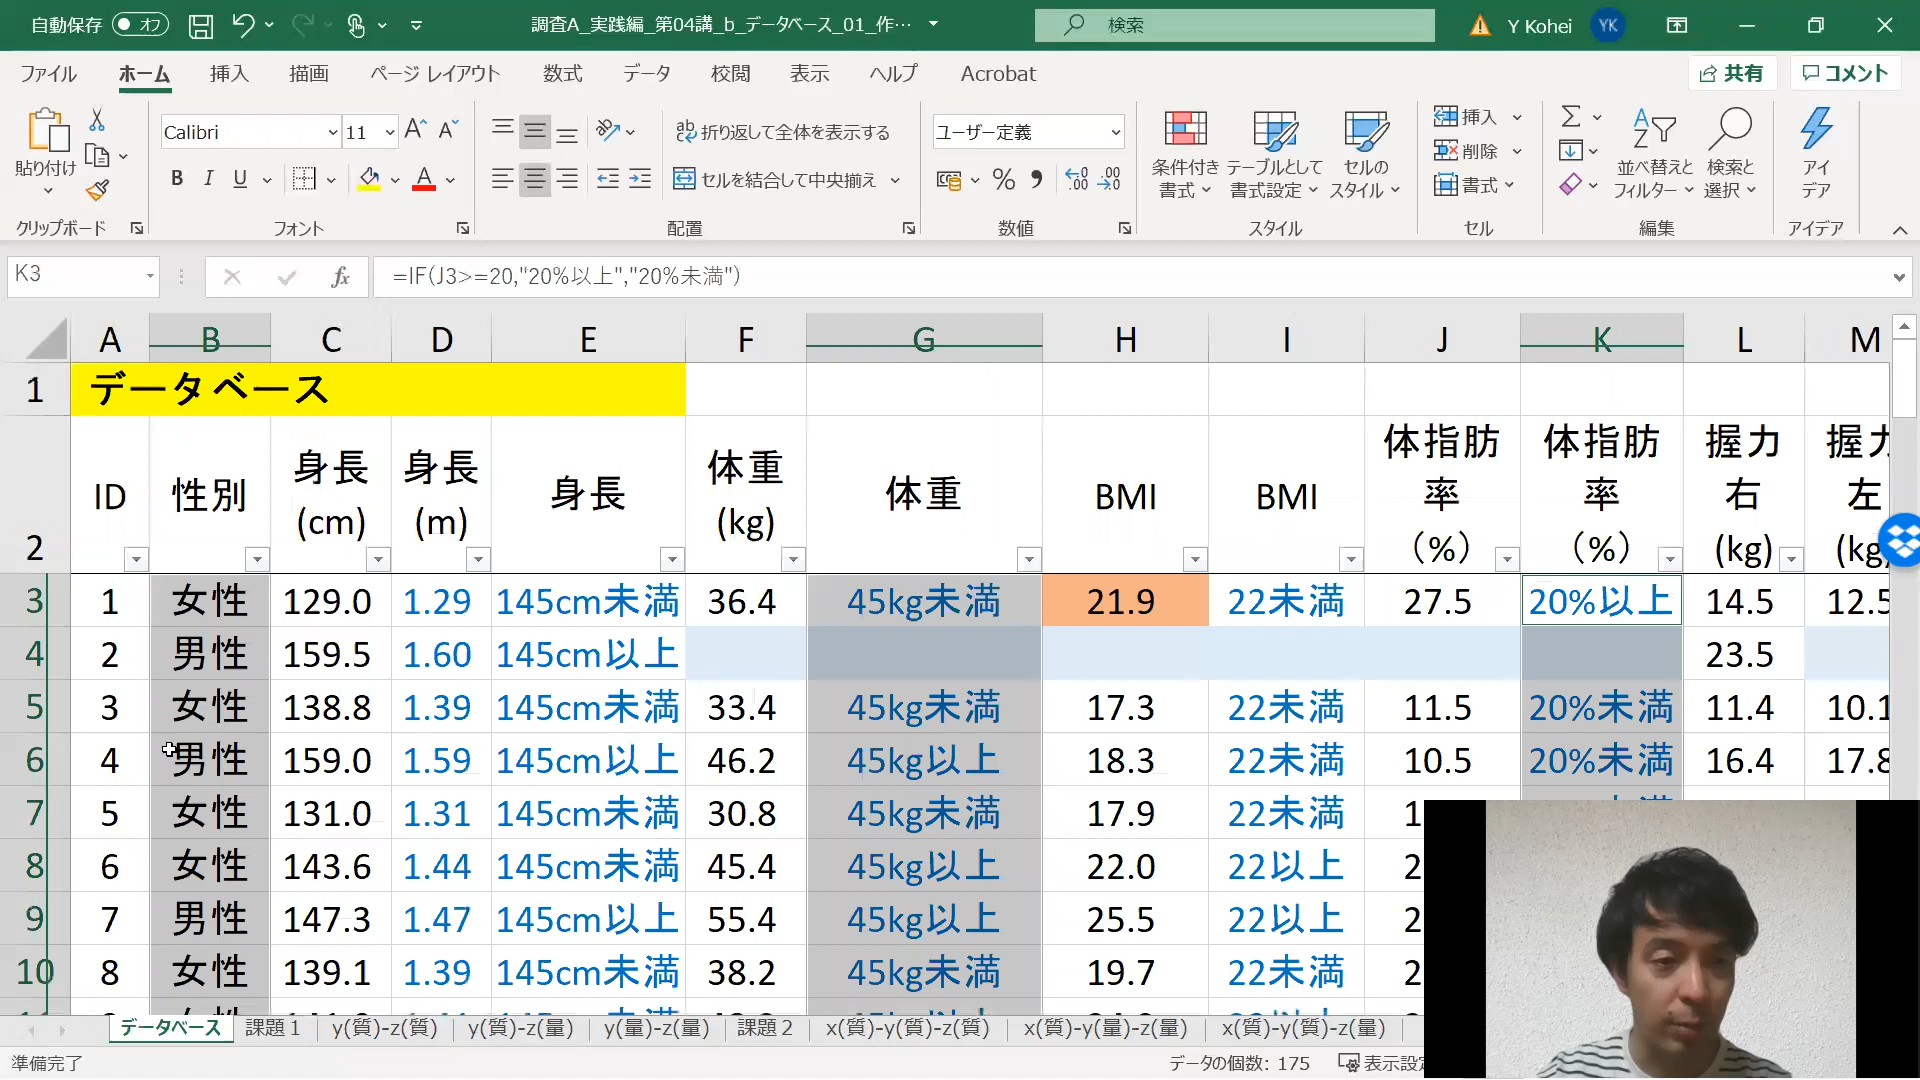 自動保存 オフ 調査A_実践編_第04講_b_データベース_01_作… 検索 Y Kohei YK
ファイル ホーム 挿入 描画 ページ レイアウト 数式 データ 校閲 表示 ヘルプ Acrobat 共有 コメント
貼り付け Calibri 11 折り返して全体を表示する ユーザー定義 条件付き書式 テーブルとして書式設定 セルのスタイル 挿入 削除 書式 並べ替えとフィルター 検索と選択 アイデア
B I U A セルを結合して中央揃え
クリップボード フォント 配置 数値 スタイル セル 編集 アイデア
K3 fx =IF(J3>=20,"20%以上","20%未満")
A B C D E F G H I J K L M
1 データベース
2 ID 性別 身長(cm) 身長(m) 身長 体重(kg) 体重 BMI BMI 体指肪率（%） 体指肪率（%） 握力右(kg) 握力左(kg
3 1 女性 129.0 1.29 145cm未満 36.4 45kg未満 21.9 22未満 27.5 20%以上 14.5 12.5
4 2 男性 159.5 1.60 145cm以上 23.5
5 3 女性 138.8 1.39 145cm未満 33.4 45kg未満 17.3 22未満 11.5 20%未満 11.4 10.1
6 4 男性 159.0 1.59 145cm以上 46.2 45kg以上 18.3 22未満 10.5 20%未満 16.4 17.8
7 5 女性 131.0 1.31 145cm未満 30.8 45kg未満 17.9 22未満 1
8 6 女性 143.6 1.44 145cm未満 45.4 45kg以上 22.0 22以上 2
9 7 男性 147.3 1.47 145cm以上 55.4 45kg以上 25.5 22以上 2
10 8 女性 139.1 1.39 145cm未満 38.2 45kg未満 19.7 22未満 2
データベース 課題1 y(質)-z(質) y(質)-z(量) y(量)-z(量) 課題2 x(質)-y(質)-z(質) x(質)-y(量)-z(量) x(質)-y(質)-z(量)
準備完了 データの個数: 175 表示設定